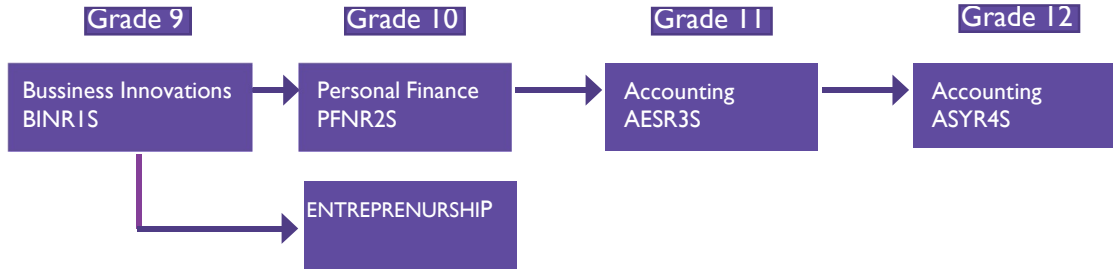 Grade 9
Grade 10
Grade 11
Grade 12
Bussiness Innovations
BINR1S
Personal Finance
PFNR2S
Accounting
AESR3S
Accounting
ASYR4S
ENTREPRENURSHIP